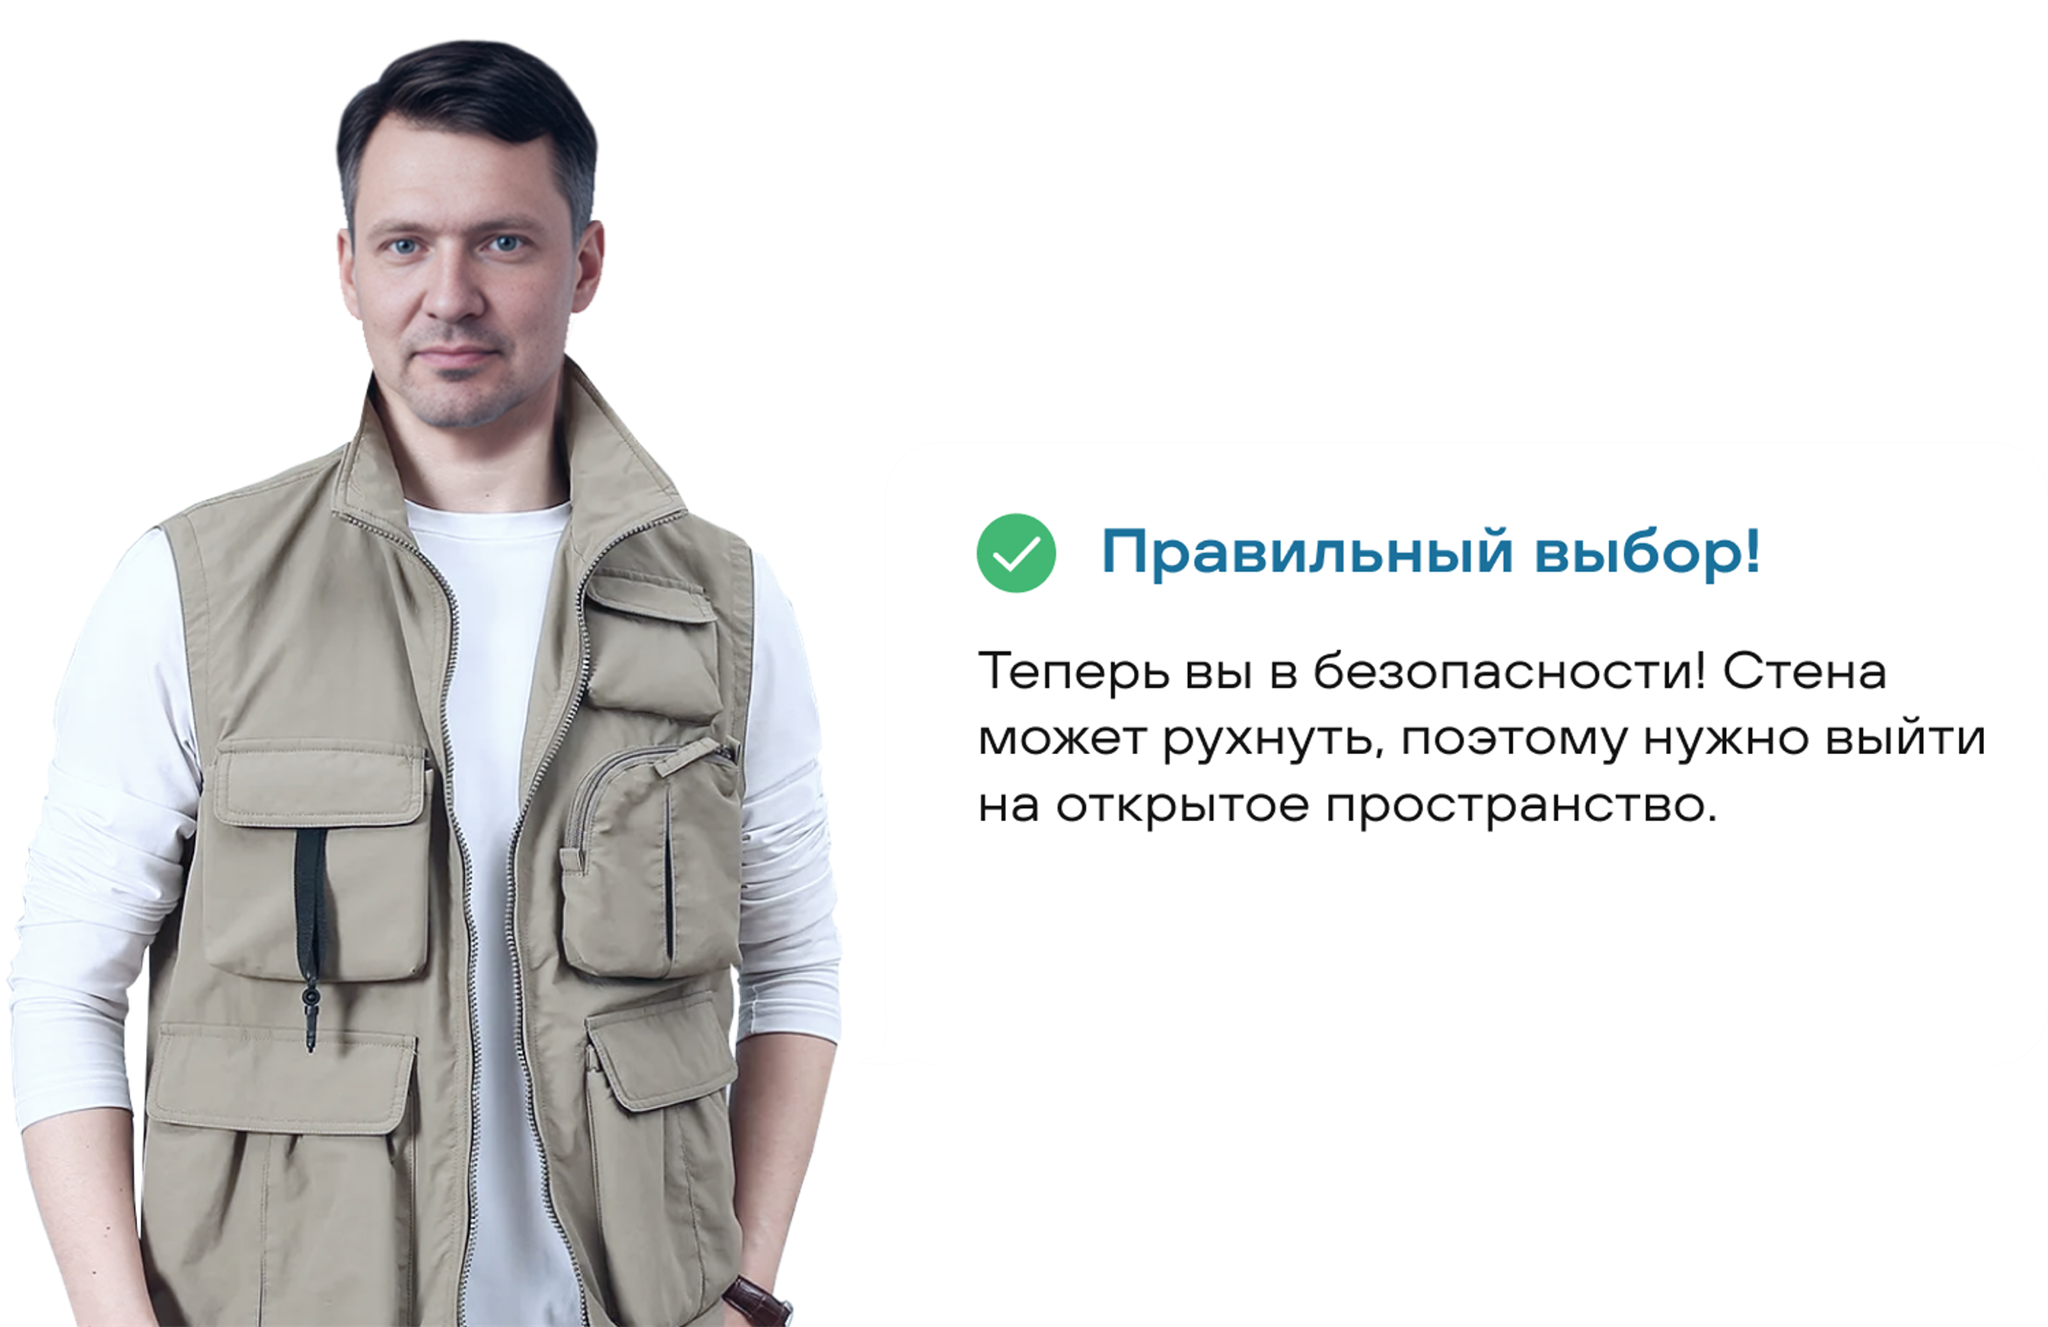 Правильный выбор!
Теперь вы в безопасности! Стена
может рухнуть, поэтому нужно выйти
на открытое пространство.